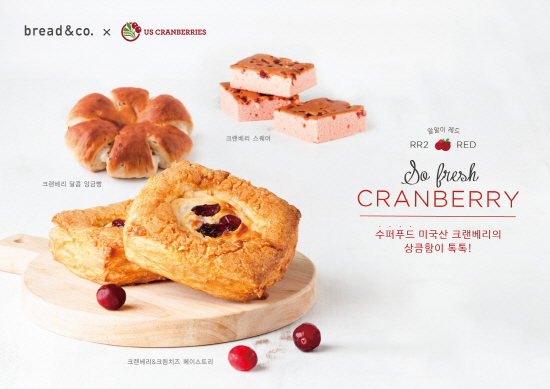 bread&co. × US CRANBERRIES
크랜베리 스퀘어
크랜베리 달콤 앙금빵
알알이 레드
RR2 RED
So fresh
CRANBERRY
수퍼푸드 미국산 크랜베리의
상큼함이 톡톡!
크랜베리&크림치즈 페이스트리